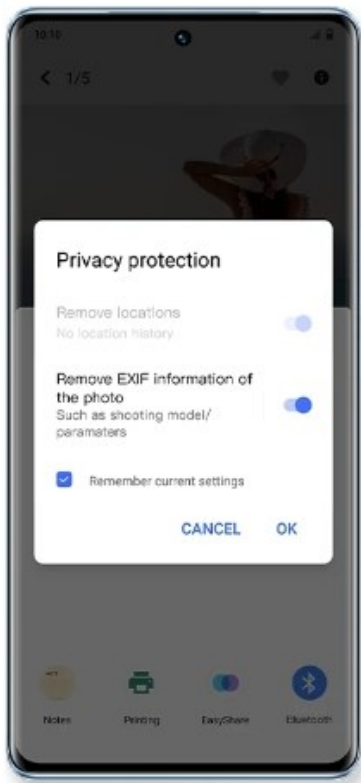 10:10
1/5
Privacy protection
Remove locations
No location history
Remove EXIF information of
the photo
Such as shooting model/
paramaters
Remember current settings
CANCEL
OK
Notes
Printing
EasyShare
Bluetooth